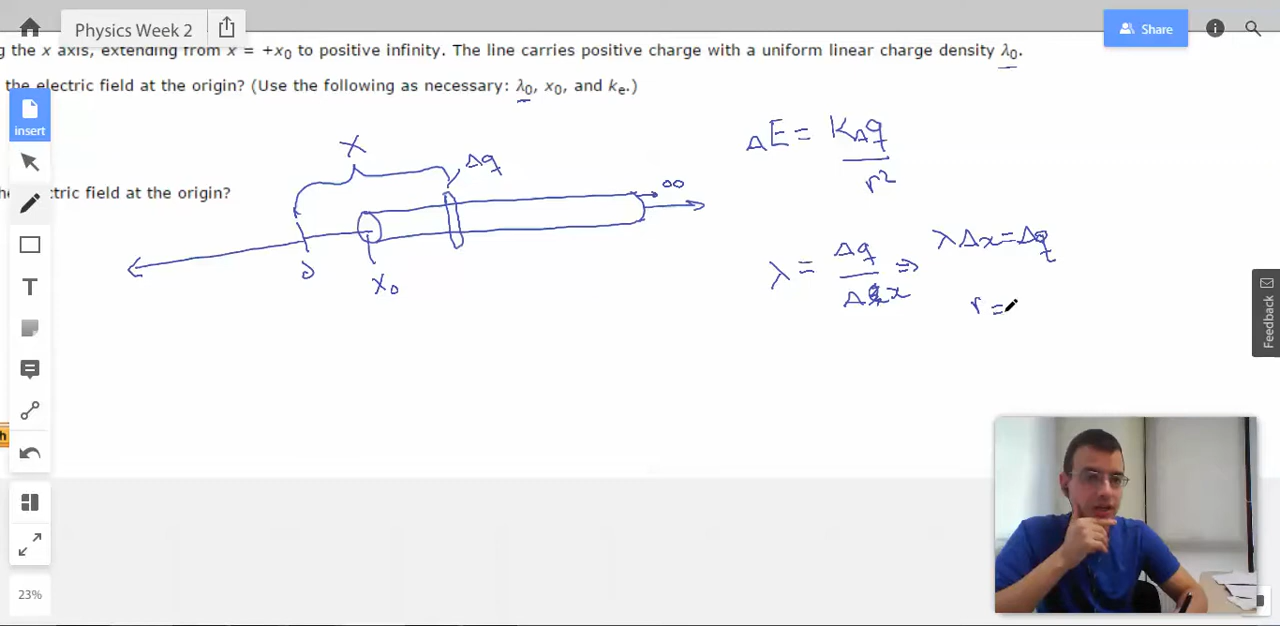 Physics Week 2
Share
g the x axis, extending from x = +x₀ to positive infinity. The line carries positive charge with a uniform linear charge density λ₀.
the electric field at the origin? (Use the following as necessary: λ₀, x₀, and kₑ.)
insert
ctric field at the origin?
X
Δq
∞
0
X₀
ΔE = KΔq / r²
λ = Δq / Δx ⇒ λΔx = Δq
r =
Feedback
h
23%